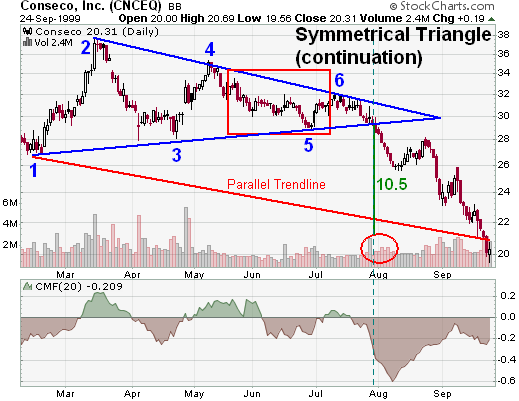 Conseco, Inc. (CNCEQ) BB
© StockCharts.com
24-Sep-1999 Open 20.00 High 20.69 Low 19.56 Close 20.31 Volume 2.4M Chg +0.19
Conseco 20.31 (Daily)
Vol 2.4M
Symmetrical Triangle
(continuation)
2
4
6
1
3
5
10.5
Parallel Trendline
38
36
34
32
30
28
26
24
22
20
6M
4M
2M
Mar Apr May Jun Jul Aug Sep
CMF(20) -0.209
0.2
0.0
-0.2
-0.4
-0.6
Mar Apr May Jun Jul Aug Sep